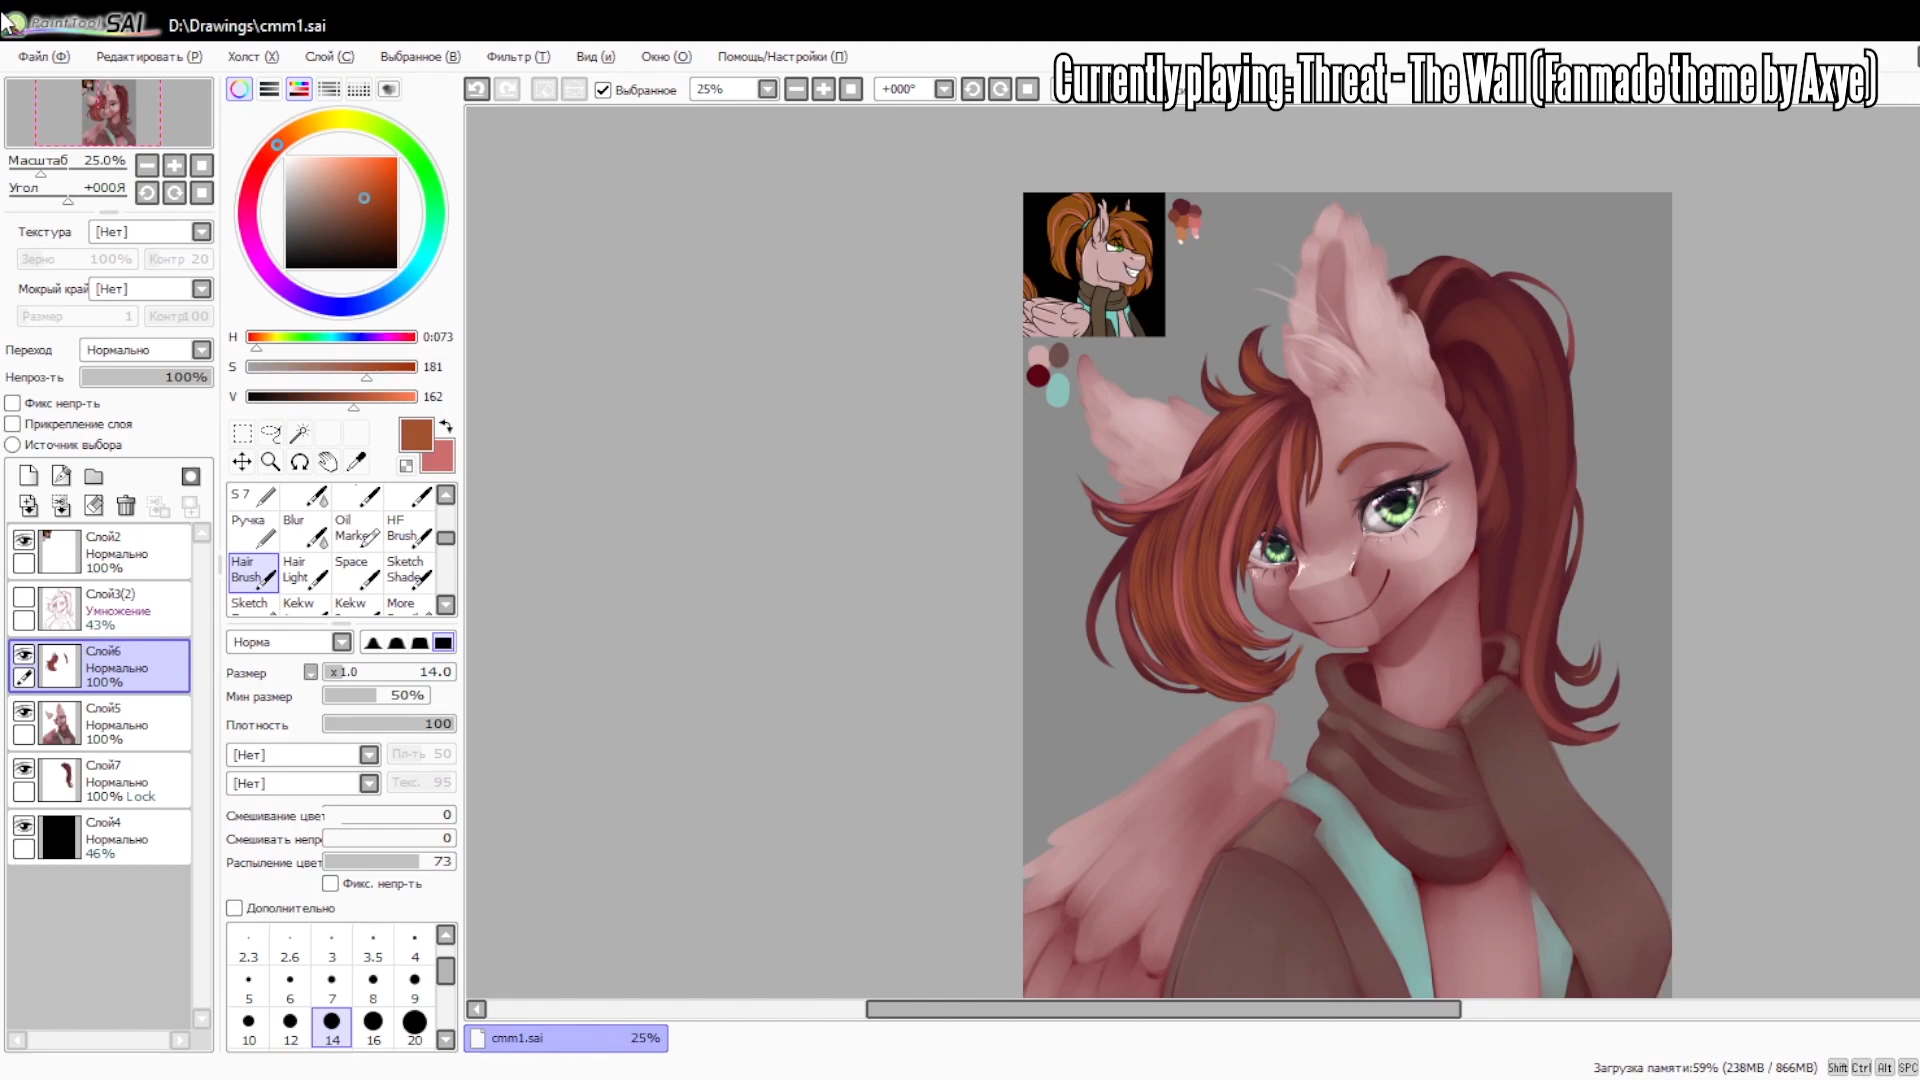 PaintTool SAI D:\Drawings\cmm1.sai
Файл (Ф) Редактировать (Р) Холст (Х) Слой (С) Выбранное (В) Фильтр (Т) Вид (и) Окно (О) Помощь/Настройки (П)
Currently playing: Threat - The Wall (Fanmade theme by Axye)
Выбранное 25% +000°
Масштаб 25.0%
Угол +000Я
Текстура [Нет]
Зерно 100% Контр 20
Мокрый край [Нет]
Размер 1 Контр100
Переход Нормально
Непроз-ть 100%
Фикс непр-ть
Прикрепление слоя
Источник выбора
Слой2
Нормально
100%
Слой3(2)
Умножение
43%
Слой6
Нормально
100%
Слой5
Нормально
100%
Слой7
Нормально
100% Lock
Слой4
Нормально
46%
H 0:073
S 181
V 162
S 7
Ручка Blur Oil Marke HF Brush
Hair Brush Hair Light Space Sketch Shade
Sketch Kekw Kekw More
Норма
Размер x 1.0 14.0
Мин размер 50%
Плотность 100
[Нет] Пл-ть 50
[Нет] Текс. 95
Смешивание цвет 0
Смешивать непр 0
Распыление цвет 73
Фикс. непр-ть
Дополнительно
2.3 2.6 3 3.5 4
5 6 7 8 9
10 12 14 16 20
cmm1.sai 25%
Загрузка памяти:59% (238MB / 866MB) Shift Ctrl Alt SPC